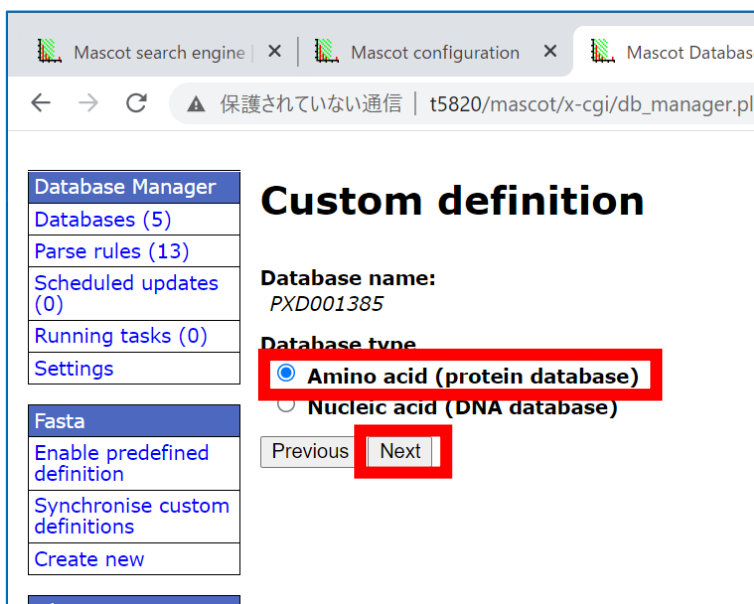 Mascot search engine
Mascot configuration
Mascot Databas
保護されていない通信 | t5820/mascot/x-cgi/db_manager.pl
Database Manager
Databases (5)
Parse rules (13)
Scheduled updates
(0)
Running tasks (0)
Settings
Fasta
Enable predefined
definition
Synchronise custom
definitions
Create new
Custom definition
Database name:
PXD001385
Database type
Amino acid (protein database)
Nucleic acid (DNA database)
Previous
Next